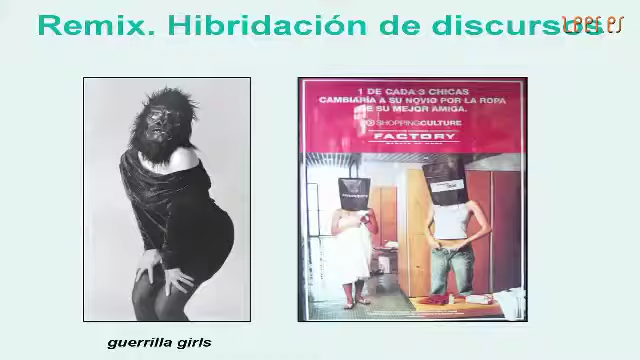 Remix. Hibridación de discursos
1 DE CADA 3 CHICAS
CAMBIARÍA A SU NOVIO POR LA ROPA
DE SU MEJOR AMIGA.
SHOPPINGCULTURE
FACTORY
guerrilla girls